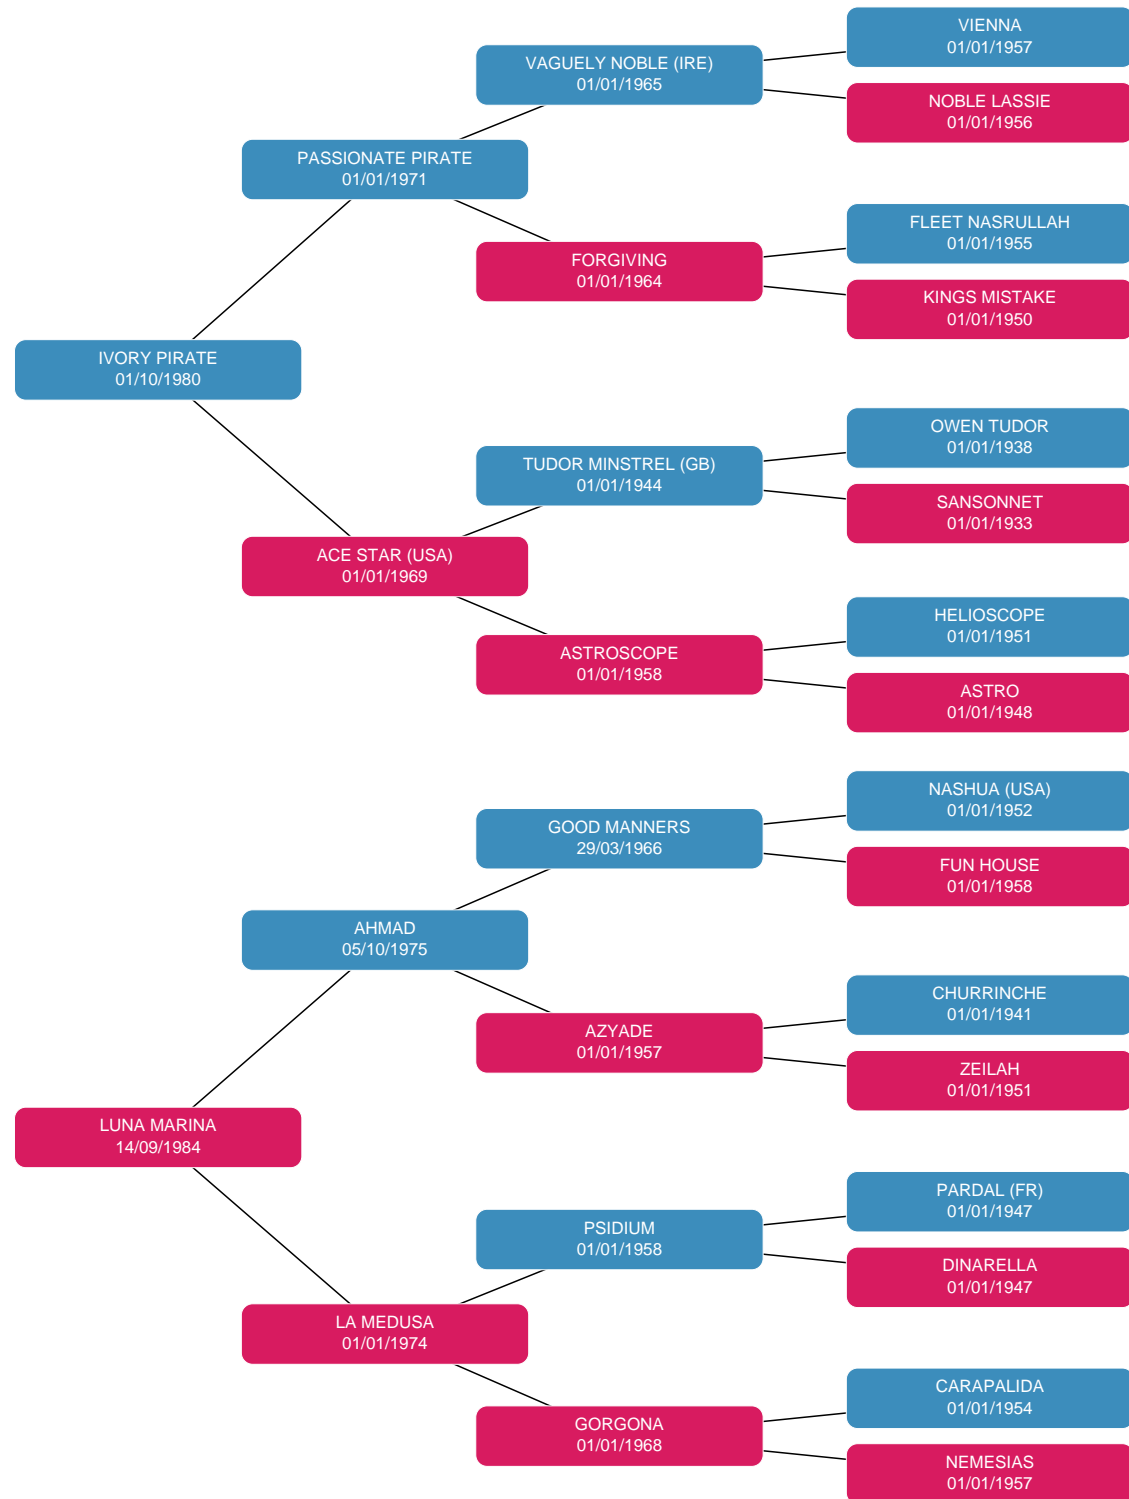 VIENNA
01/01/1957
VAGUELY NOBLE (IRE)
01/01/1965
NOBLE LASSIE
01/01/1956
PASSIONATE PIRATE
01/01/1971
FLEET NASRULLAH
01/01/1955
FORGIVING
01/01/1964
KINGS MISTAKE
01/01/1950
IVORY PIRATE
01/10/1980
OWEN TUDOR
01/01/1938
TUDOR MINSTREL (GB)
01/01/1944
SANSONNET
01/01/1933
ACE STAR (USA)
01/01/1969
HELIOSCOPE
01/01/1951
ASTROSCOPE
01/01/1958
ASTRO
01/01/1948
NASHUA (USA)
01/01/1952
GOOD MANNERS
29/03/1966
FUN HOUSE
01/01/1958
AHMAD
05/10/1975
CHURRINCHE
01/01/1941
AZYADE
01/01/1957
ZEILAH
01/01/1951
LUNA MARINA
14/09/1984
PARDAL (FR)
01/01/1947
PSIDIUM
01/01/1958
DINARELLA
01/01/1947
LA MEDUSA
01/01/1974
CARAPALIDA
01/01/1954
GORGONA
01/01/1968
NEMESIAS
01/01/1957